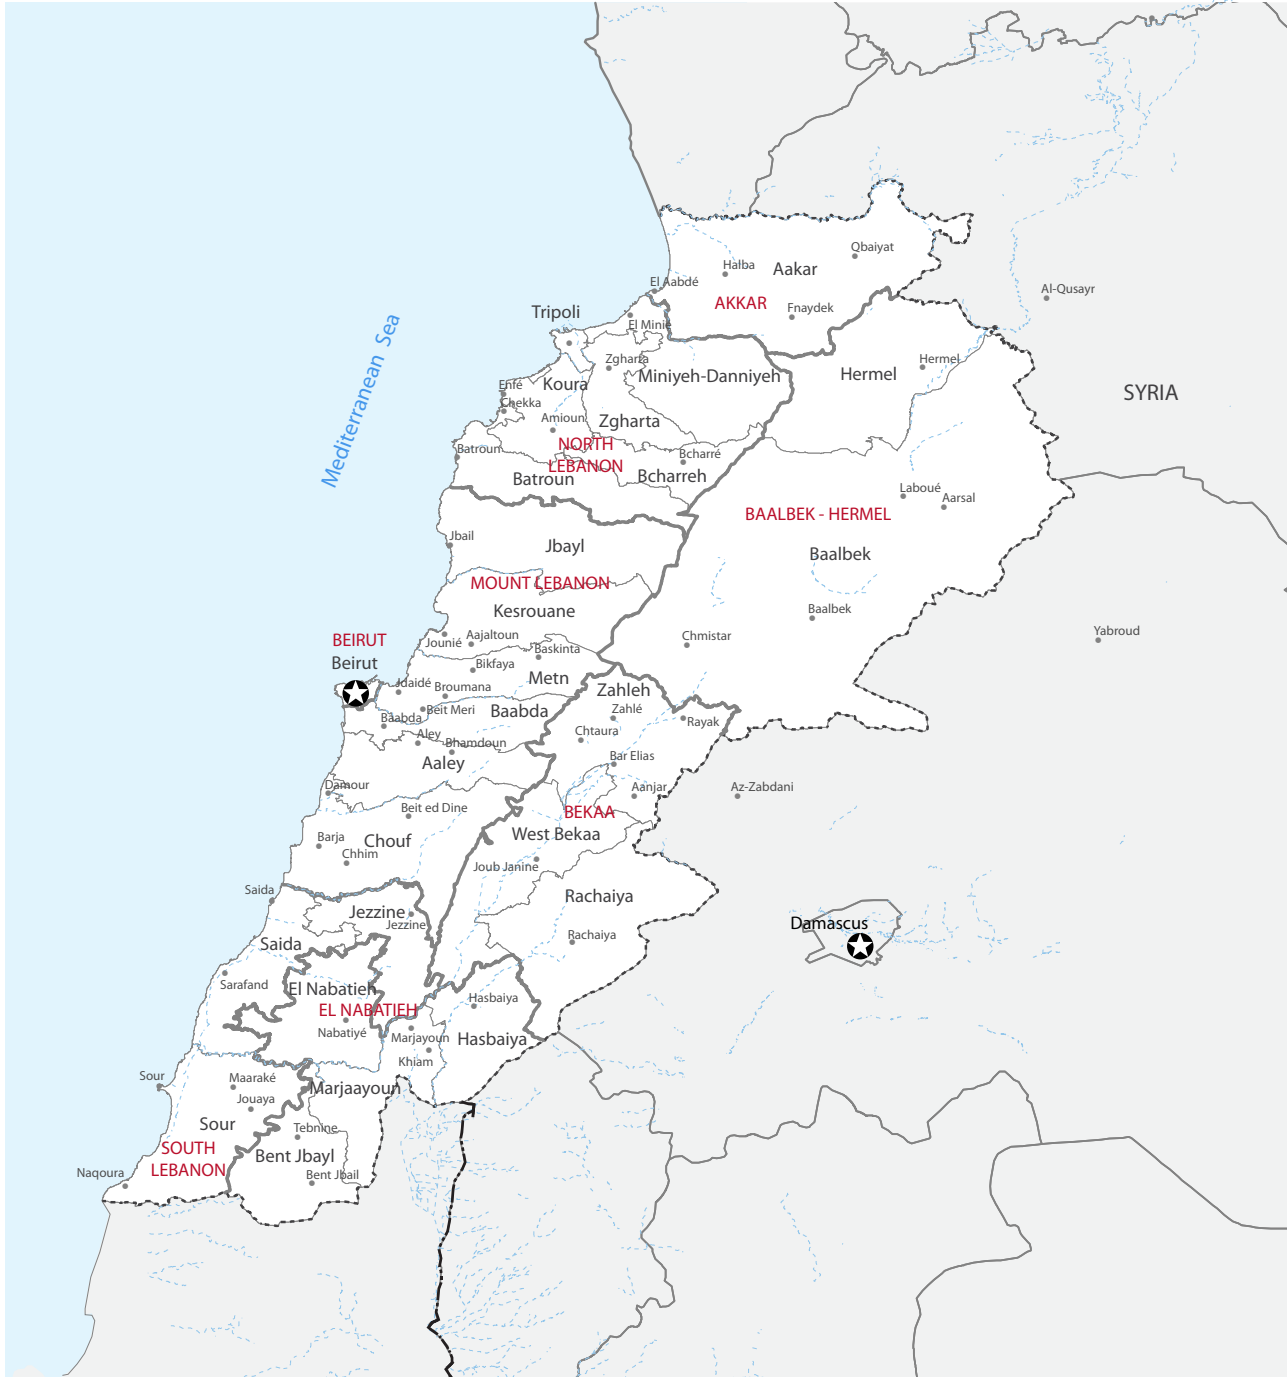 Qbaiyat
Halba
Aakar
El Aabdé
Al-Qusayr
AKKAR
Fnaydek
Tripoli
El Minié
Mediterranean Sea
Zgharta
Hermel
Miniyeh-Danniyeh
Hermel
Koura
Enfé
SYRIA
Chekka
Amioun
Zgharta
NORTH
LEBANON
Batroun
Bcharré
Batroun
Bcharreh
Laboué
Aarsal
BAALBEK - HERMEL
Jbail
Jbayl
Baalbek
MOUNT LEBANON
Kesrouane
Baalbek
Yabroud
BEIRUT
Beirut
Jounié
Aajaltoun
Chmistar
Baskinta
Bikfaya
Metn
Jdaidé
Broumana
Zahleh
Beit Meri
Baabda
Zahlé
Baabda
Rayak
Aley
Chtaura
Bhamdoun
Aaley
Bar Elias
Damour
Aanjar
Az-Zabdani
Beit ed Dine
BEKAA
Barja
Chouf
West Bekaa
Chhim
Joub Janine
Saida
Rachaiya
Jezzine
Jezzine
Damascus
Saida
Rachaiya
Sarafand
El Nabatieh
Hasbaiya
EL NABATIEH
Nabatiyé
Marjayoun
Hasbaiya
Khiam
Sour
Maaraké
Marjaayoun
Jouaya
Sour
Tebnine
SOUTH
LEBANON
Bent Jbayl
Naqoura
Bent Jbail